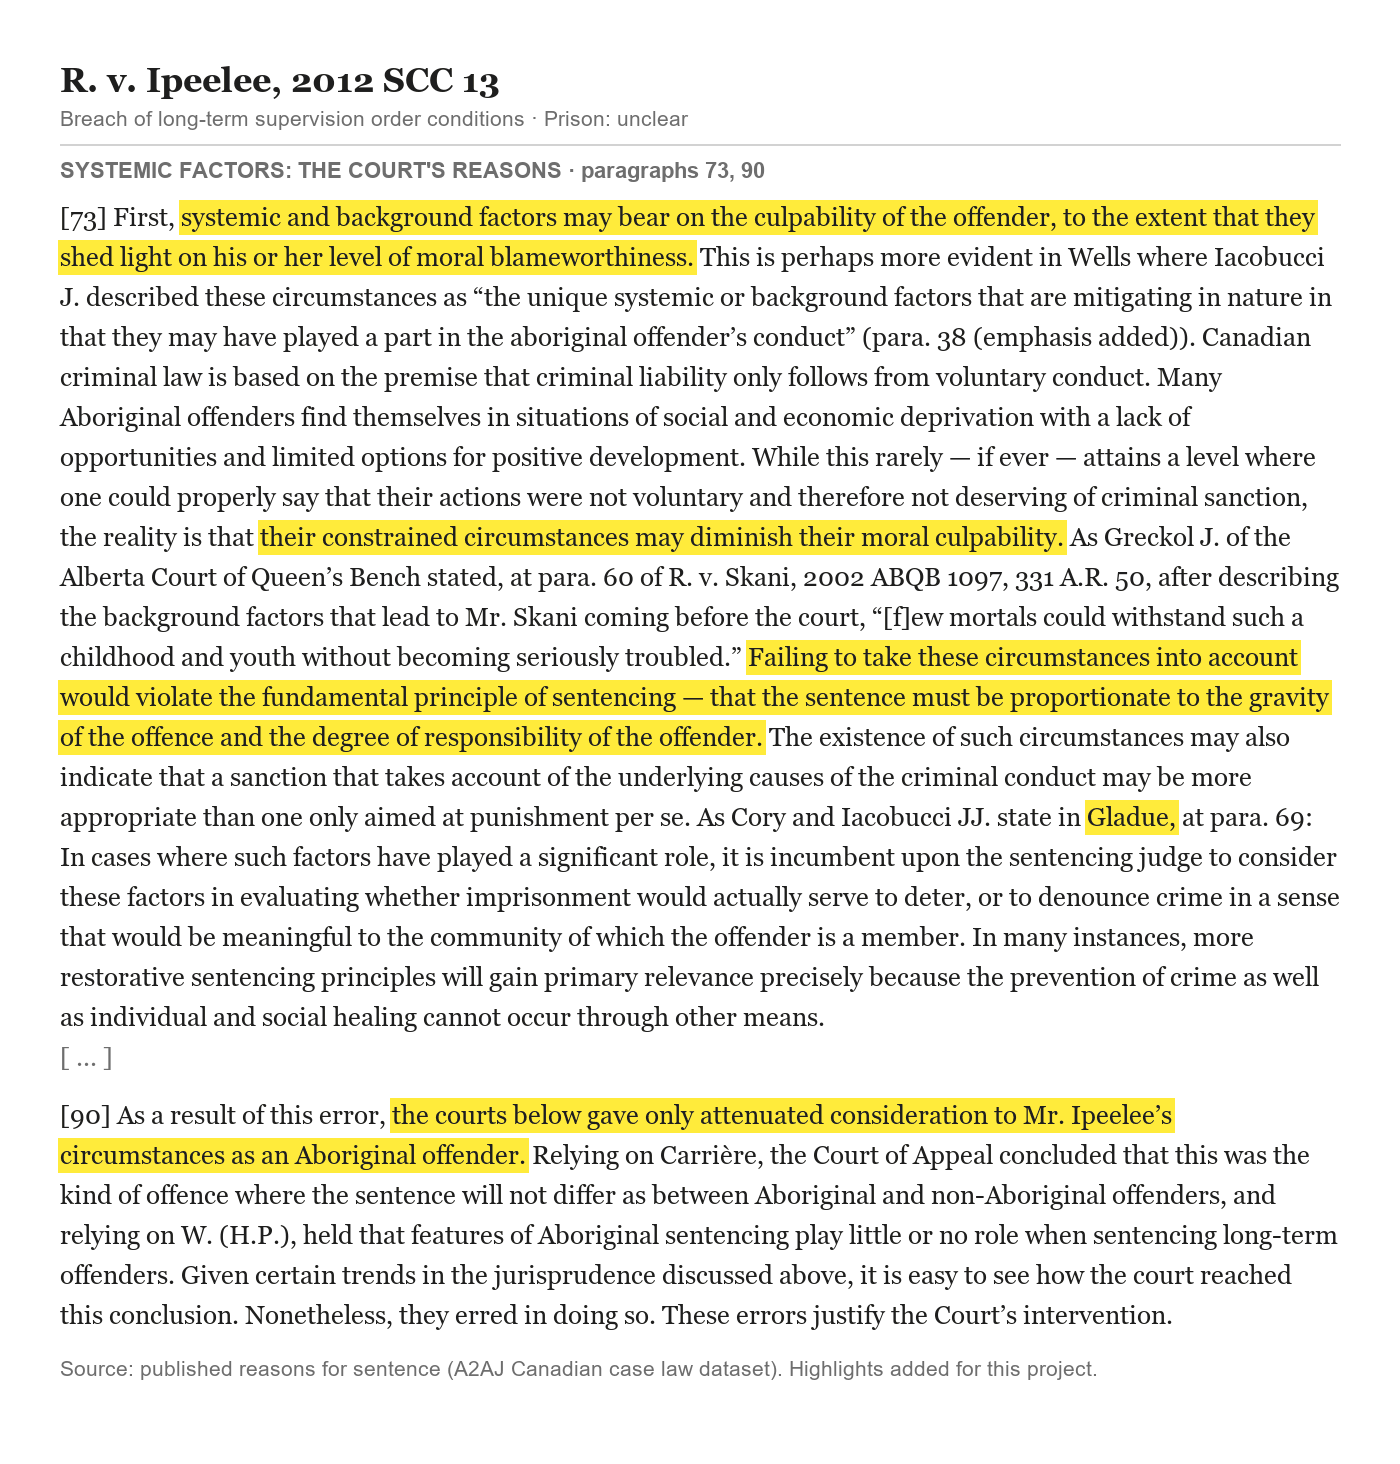 R. v. Ipeelee, 2012 SCC 13
Breach of long-term supervision order conditions · Prison: unclear
SYSTEMIC FACTORS: THE COURT'S REASONS · paragraphs 73, 90
[73] First, systemic and background factors may bear on the culpability of the offender, to the extent that they
shed light on his or her level of moral blameworthiness. This is perhaps more evident in Wells where Iacobucci
J. described these circumstances as “the unique systemic or background factors that are mitigating in nature in
that they may have played a part in the aboriginal offender’s conduct” (para. 38 (emphasis added)). Canadian
criminal law is based on the premise that criminal liability only follows from voluntary conduct. Many
Aboriginal offenders find themselves in situations of social and economic deprivation with a lack of
opportunities and limited options for positive development. While this rarely — if ever — attains a level where
one could properly say that their actions were not voluntary and therefore not deserving of criminal sanction,
the reality is that their constrained circumstances may diminish their moral culpability. As Greckol J. of the
Alberta Court of Queen’s Bench stated, at para. 60 of R. v. Skani, 2002 ABQB 1097, 331 A.R. 50, after describing
the background factors that lead to Mr. Skani coming before the court, “[f]ew mortals could withstand such a
childhood and youth without becoming seriously troubled.” Failing to take these circumstances into account
would violate the fundamental principle of sentencing — that the sentence must be proportionate to the gravity
of the offence and the degree of responsibility of the offender. The existence of such circumstances may also
indicate that a sanction that takes account of the underlying causes of the criminal conduct may be more
appropriate than one only aimed at punishment per se. As Cory and Iacobucci JJ. state in Gladue, at para. 69:
In cases where such factors have played a significant role, it is incumbent upon the sentencing judge to consider
these factors in evaluating whether imprisonment would actually serve to deter, or to denounce crime in a sense
that would be meaningful to the community of which the offender is a member. In many instances, more
restorative sentencing principles will gain primary relevance precisely because the prevention of crime as well
as individual and social healing cannot occur through other means.
[ ... ]
[90] As a result of this error, the courts below gave only attenuated consideration to Mr. Ipeelee’s
circumstances as an Aboriginal offender. Relying on Carrière, the Court of Appeal concluded that this was the
kind of offence where the sentence will not differ as between Aboriginal and non-Aboriginal offenders, and
relying on W. (H.P.), held that features of Aboriginal sentencing play little or no role when sentencing long-term
offenders. Given certain trends in the jurisprudence discussed above, it is easy to see how the court reached
this conclusion. Nonetheless, they erred in doing so. These errors justify the Court’s intervention.
Source: published reasons for sentence (A2AJ Canadian case law dataset). Highlights added for this project.